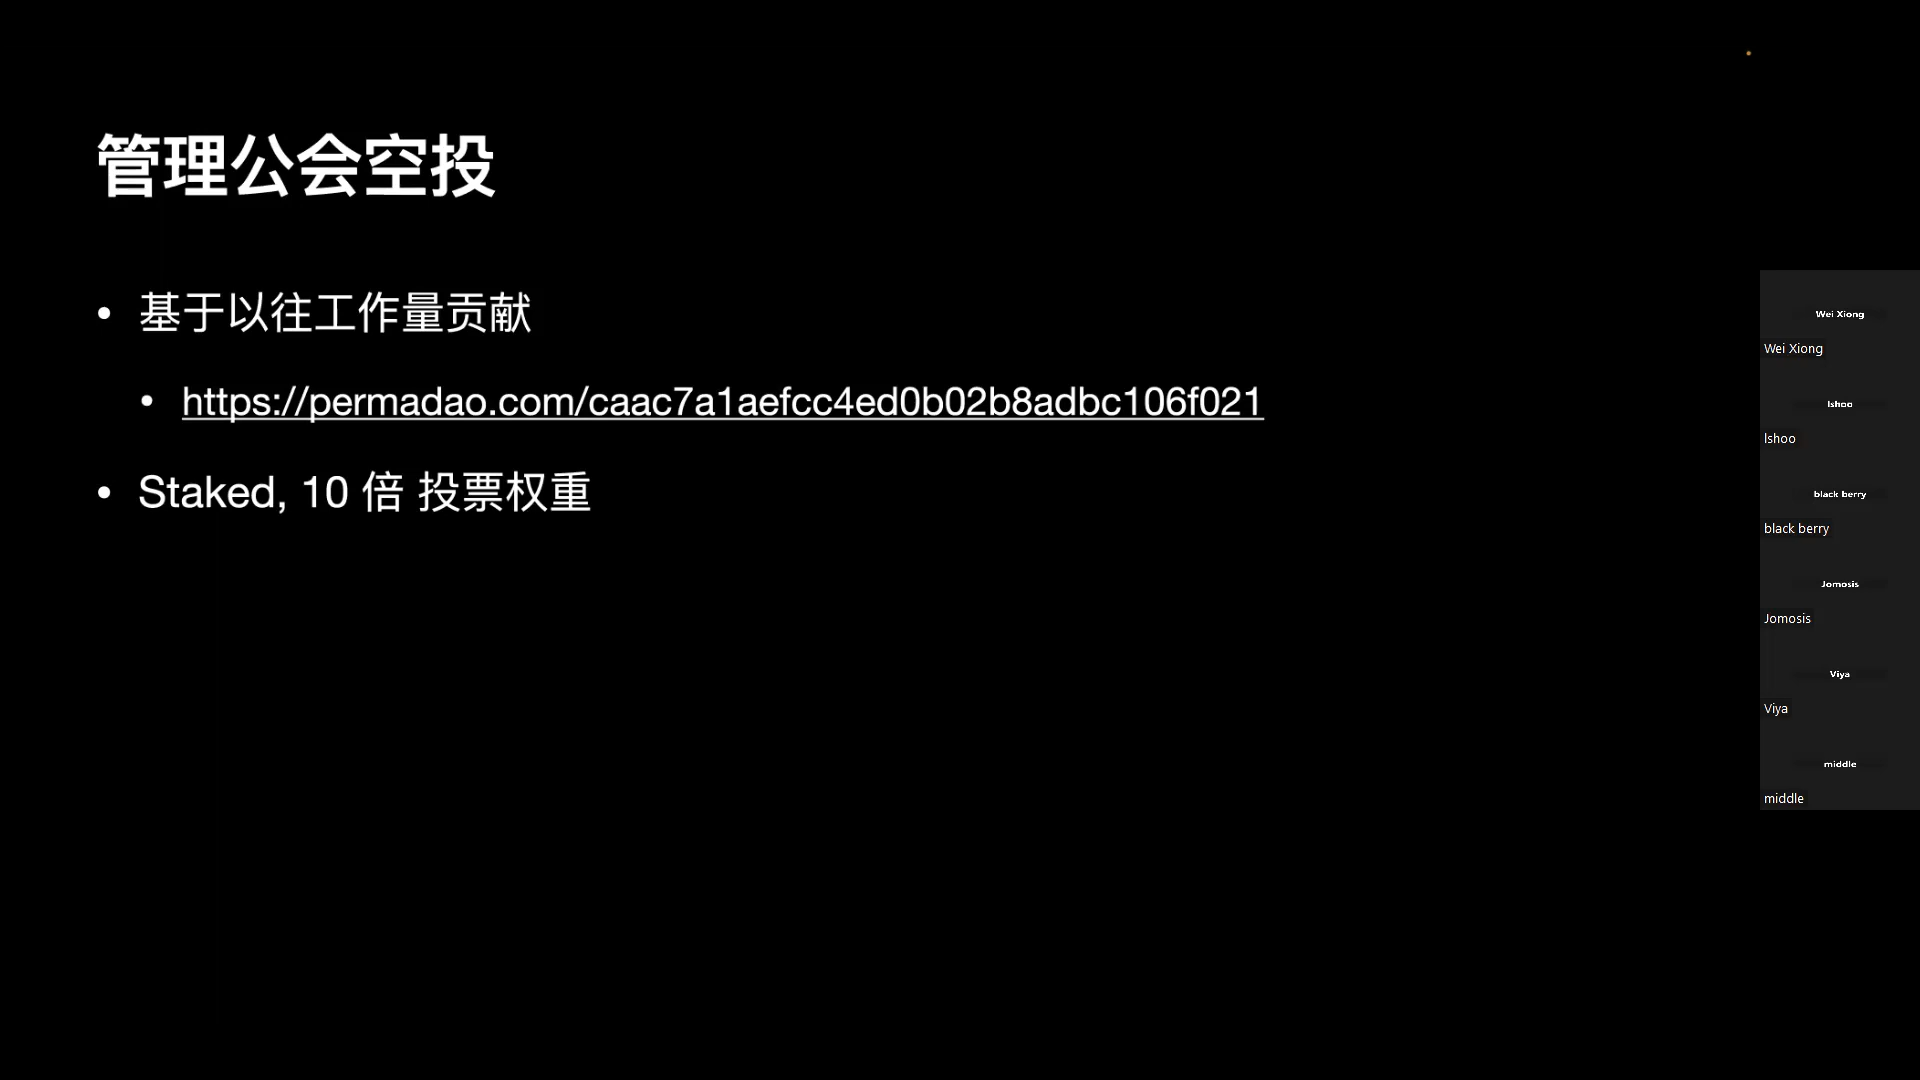 管理公会空投
• 基于以往工作量贡献
• https://permadao.com/caac7a1aefcc4ed0b02b8adbc106f021
• Staked, 10 倍 投票权重
Wei Xiong
Wei Xiong
lshoo
lshoo
black berry
black berry
Jomosis
Jomosis
Viya
Viya
middle
middle